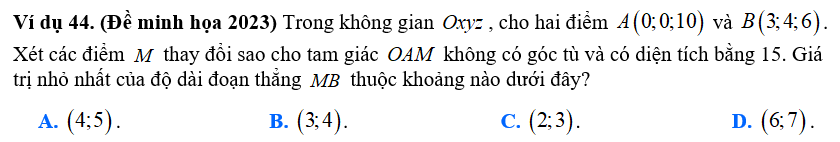 Ví dụ 44. (Đề minh họa 2023) Trong không gian Oxyz , cho hai điểm A(0;0;10) và B(3;4;6).
Xét các điểm M thay đổi sao cho tam giác OAM không có góc tù và có diện tích bằng 15. Giá
trị nhỏ nhất của độ dài đoạn thẳng MB thuộc khoảng nào dưới đây?
A. (4;5). B. (3;4). C. (2;3). D. (6;7).